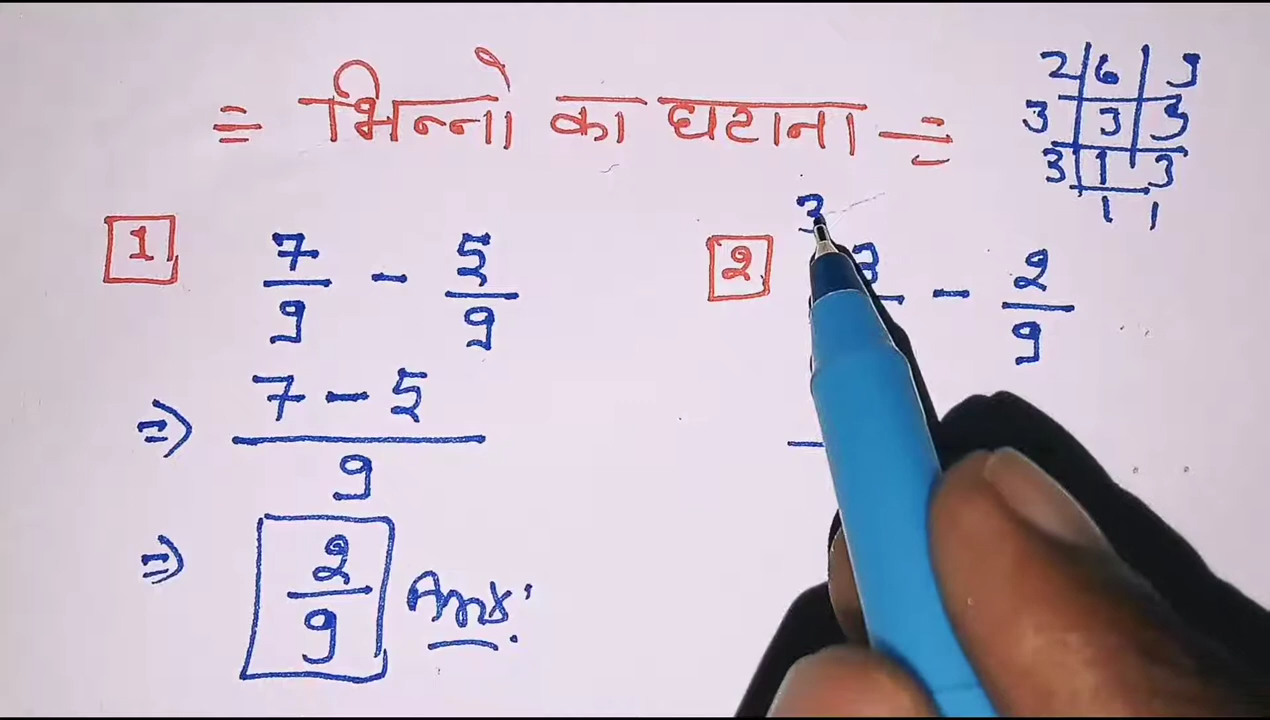 = भिन्नो का घटाना ÷
2 | 6 | 9
3 | 3 | 9
3 | 1 | 3
1 1
1
7/9 - 5/9
⇒ 7 - 5 / 9
⇒ 2/9 Ans:
2
3
3 - 2/9